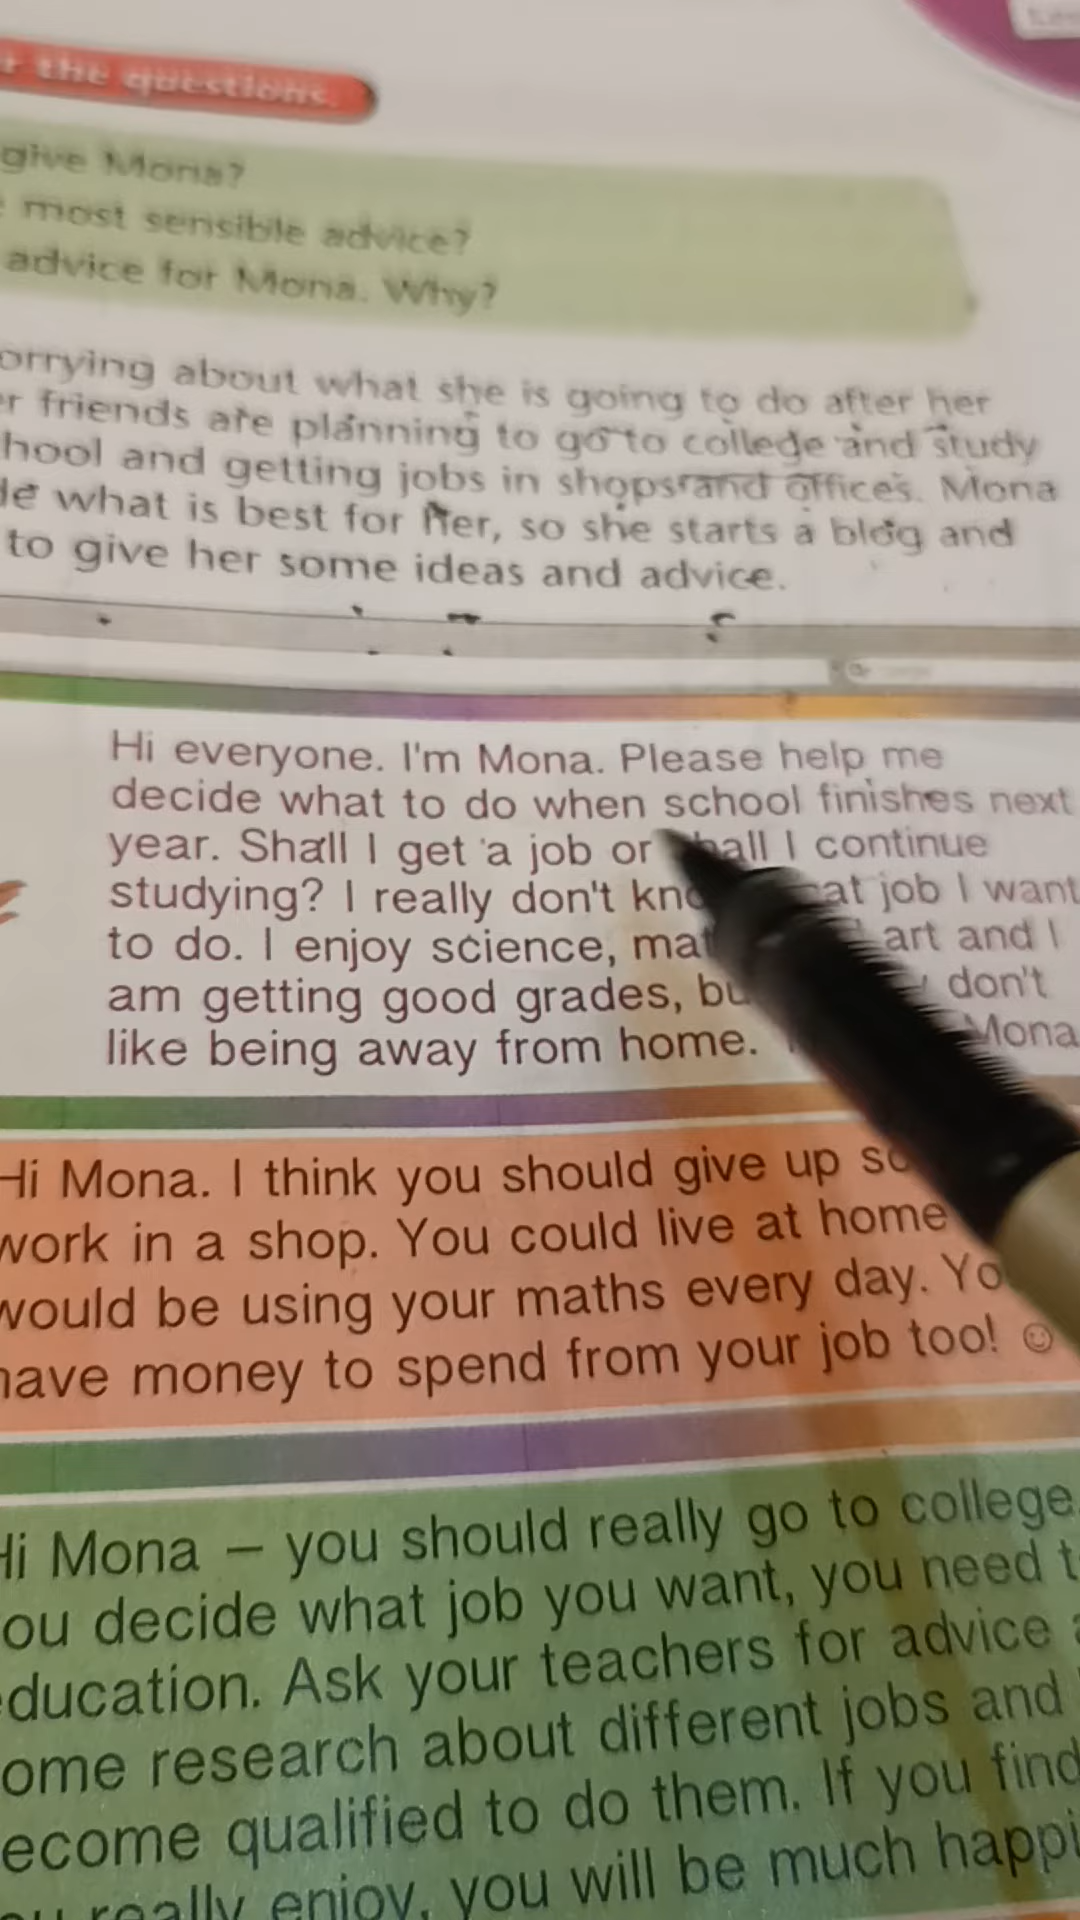 the questions.
give Mona?
most sensible advice?
advice for Mona. Why?
orrying about what she is going to do after her
r friends are planning to go to college and study
hool and getting jobs in shops and offices. Mona
de what is best for her, so she starts a blog and
to give her some ideas and advice.
Hi everyone. I'm Mona. Please help me
decide what to do when school finishes next
year. Shall I get a job or shall I continue
studying? I really don't at job I want
to do. I enjoy science, art and I
am getting good grades, don't
like being away from home. Mona
Hi Mona. I think you should give up
work in a shop. You could live at home
would be using your maths every day.
have money to spend from your job too! ☺
Hi Mona – you should really go to college
ou decide what job you want, you need
ducation. Ask your teachers for advice
ome research about different jobs and
ecome qualified to do them. If you find
really enjoy, you will be much happi